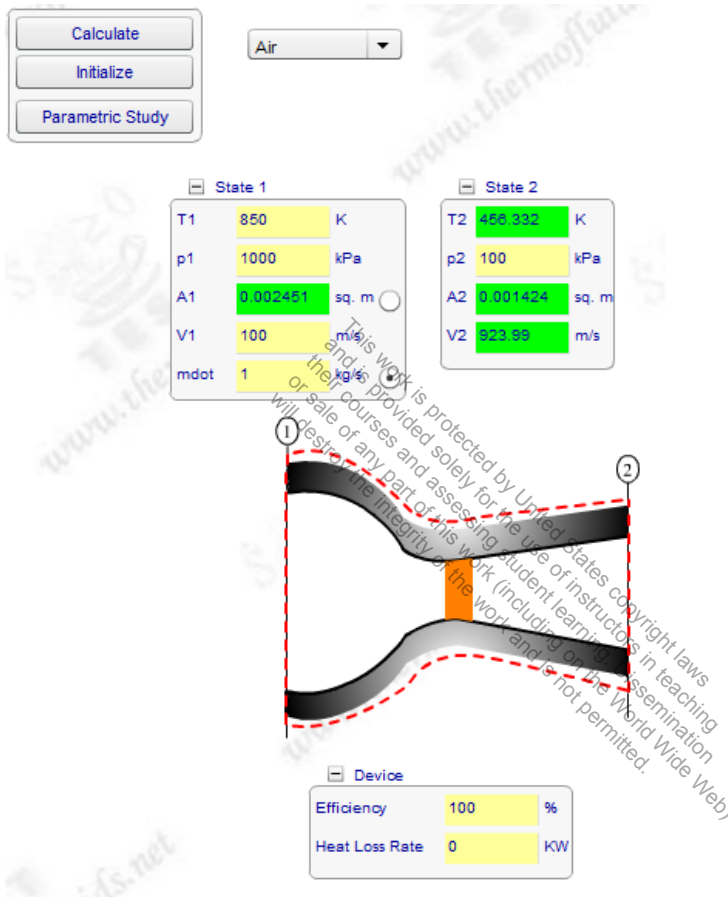 Calculate
Air
Initialize
Parametric Study
State 1
T1 850 K
p1 1000 kPa
A1 0.002451 sq. m
V1 100 m/s
mdot 1 kg/s
State 2
T2 456.332 K
p2 100 kPa
A2 0.001424 sq. m
V2 923.99 m/s
This work is protected by United States copyright laws
and is provided solely for the use of instructors in teaching
their courses and assessing student learning. Dissemination
or sale of any part of this work (including on the World Wide Web)
will destroy the integrity of the work and is not permitted.
1
2
Device
Efficiency 100 %
Heat Loss Rate 0 KW